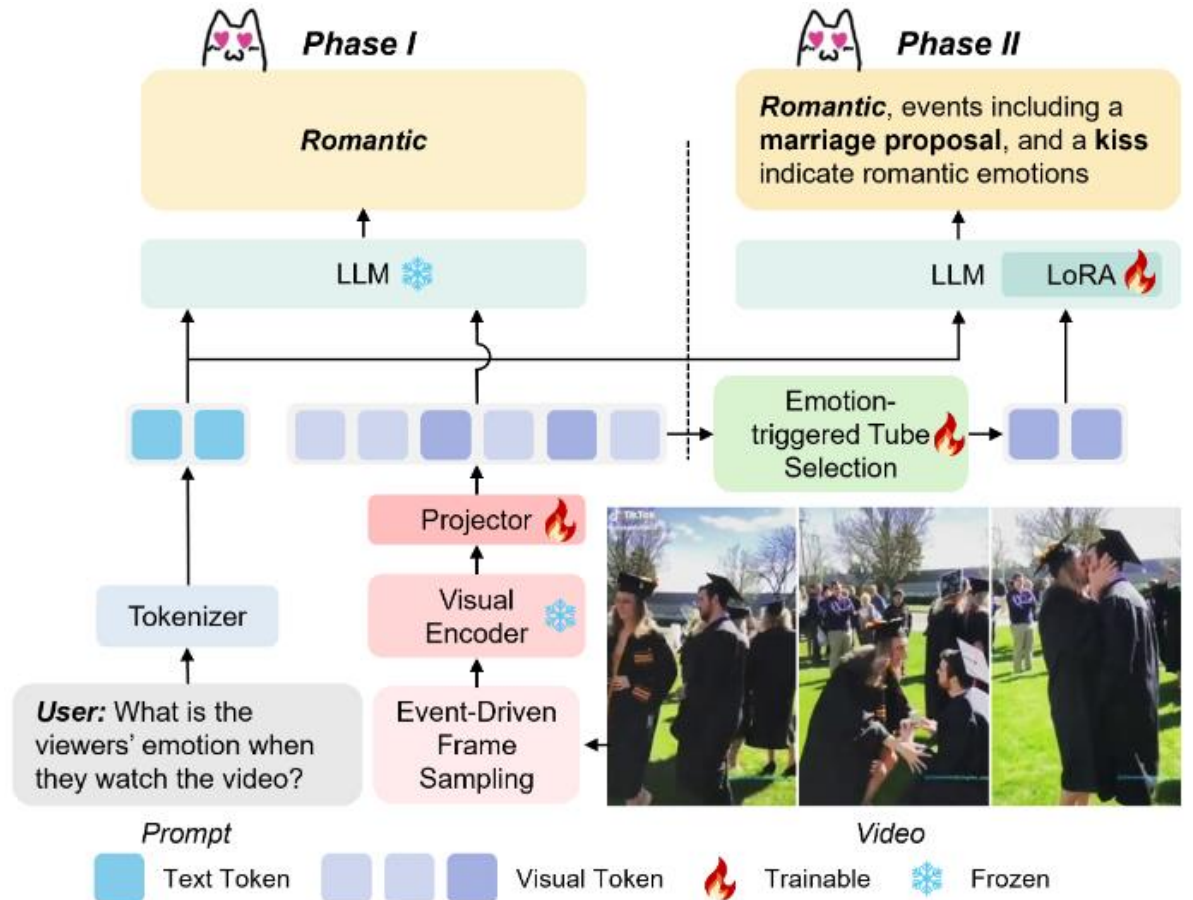 Phase I
Phase II
Romantic
Romantic, events including a
marriage proposal, and a kiss
indicate romantic emotions
LLM
LLM
LoRA
Emotion-
triggered Tube
Selection
Projector
Visual
Encoder
Tokenizer
Event-Driven
Frame
Sampling
User: What is the
viewers’ emotion when
they watch the video?
TikTok
Prompt
Video
Text Token
Visual Token
Trainable
Frozen